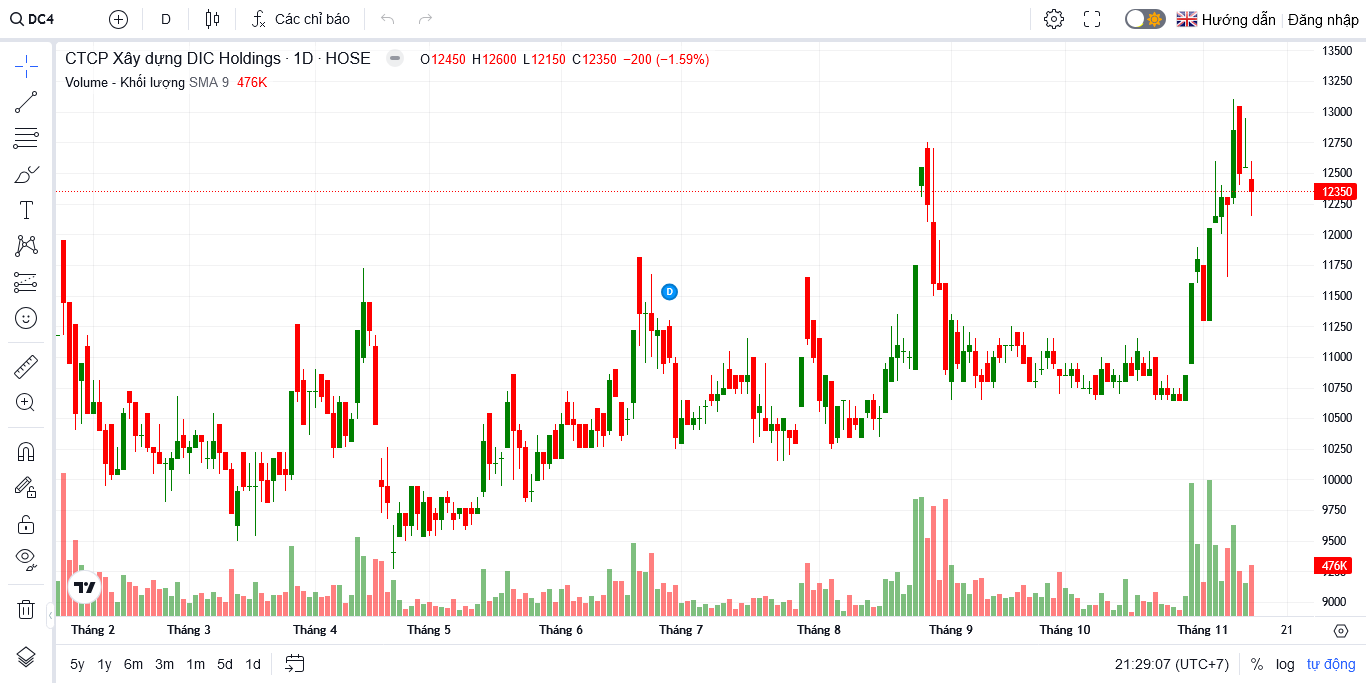 DC4 D Các chỉ báo Hướng dẫn Đăng nhập
CTCP Xây dựng DIC Holdings · 1D · HOSE O12450 H12600 L12150 C12350 −200 (−1.59%)
Volume - Khối lượng SMA 9 476K
13500
13250
13000
12750
12500
12350
12250
12000
11750
11500
D
11250
11000
10750
10500
10250
10000
9750
9500
476K
9000
Tháng 2 Tháng 3 Tháng 4 Tháng 5 Tháng 6 Tháng 7 Tháng 8 Tháng 9 Tháng 10 Tháng 11 21
5y 1y 6m 3m 1m 5d 1d 21:29:07 (UTC+7) % log tự động